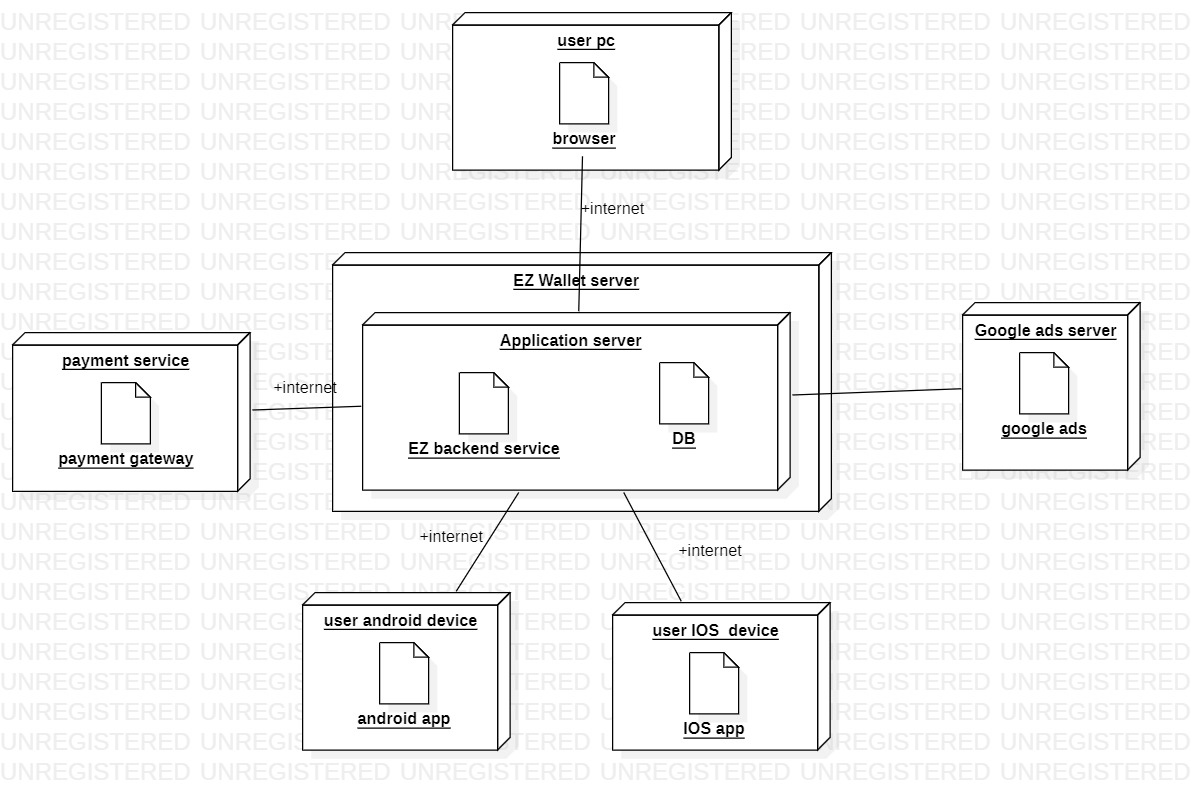 user pc
browser
+internet
EZ Wallet server
Application server
EZ backend service
DB
payment service
payment gateway
+internet
Google ads server
google ads
+internet
+internet
user android device
android app
user IOS  device
IOS app
UNREGISTERED UNREGISTERED UNREGISTERED UNREGISTERED UNREGISTERED UNREGISTERED